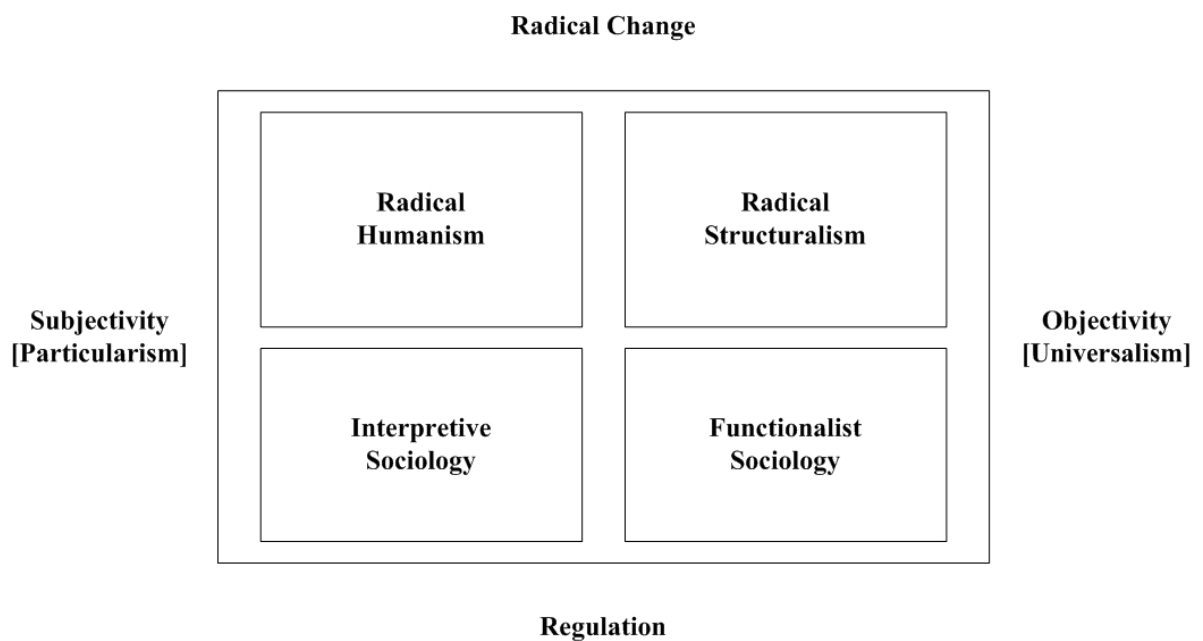 Radical Change
Radical
Humanism
Radical
Structuralism
Subjectivity
[Particularism]
Objectivity
[Universalism]
Interpretive
Sociology
Functionalist
Sociology
Regulation